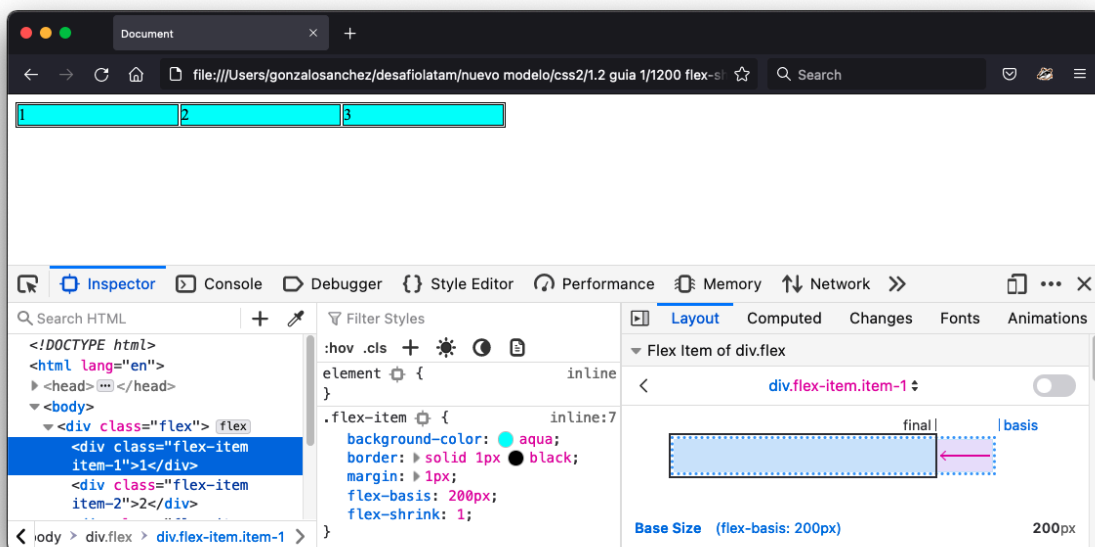 Document
file:///Users/gonzalosanchez/desafiolatam/nuevo modelo/css2/1.2 guia 1/1200 flex-sh
Search
1 2 3
Inspector Console Debugger {} Style Editor Performance Memory Network
Search HTML
<!DOCTYPE html>
<html lang="en">
<head> ••• </head>
<body>
<div class="flex"> flex
<div class="flex-item
item-1">1</div>
<div class="flex-item
item-2">2</div>
body > div.flex > div.flex-item.item-1
Filter Styles
:hov .cls
element { inline
}
.flex-item { inline:7
background-color: aqua;
border: solid 1px black;
margin: 1px;
flex-basis: 200px;
flex-shrink: 1;
}
Layout Computed Changes Fonts Animations
Flex Item of div.flex
div.flex-item.item-1
final basis
Base Size (flex-basis: 200px) 200px